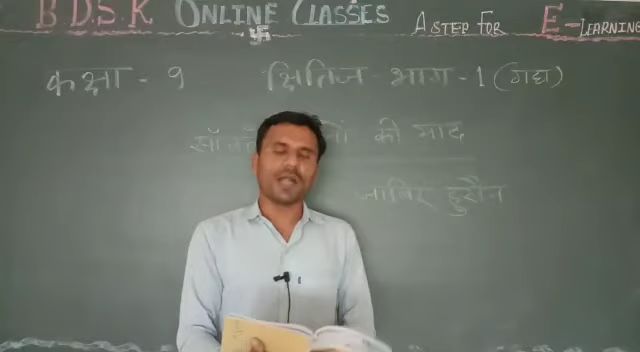 B.D.S.K ONLINE CLASSES A STEP FOR E-LEARNING
कक्षा - 9 क्षितिज भाग - 1 (गद्य)
की याद
जाबिर हुसैन